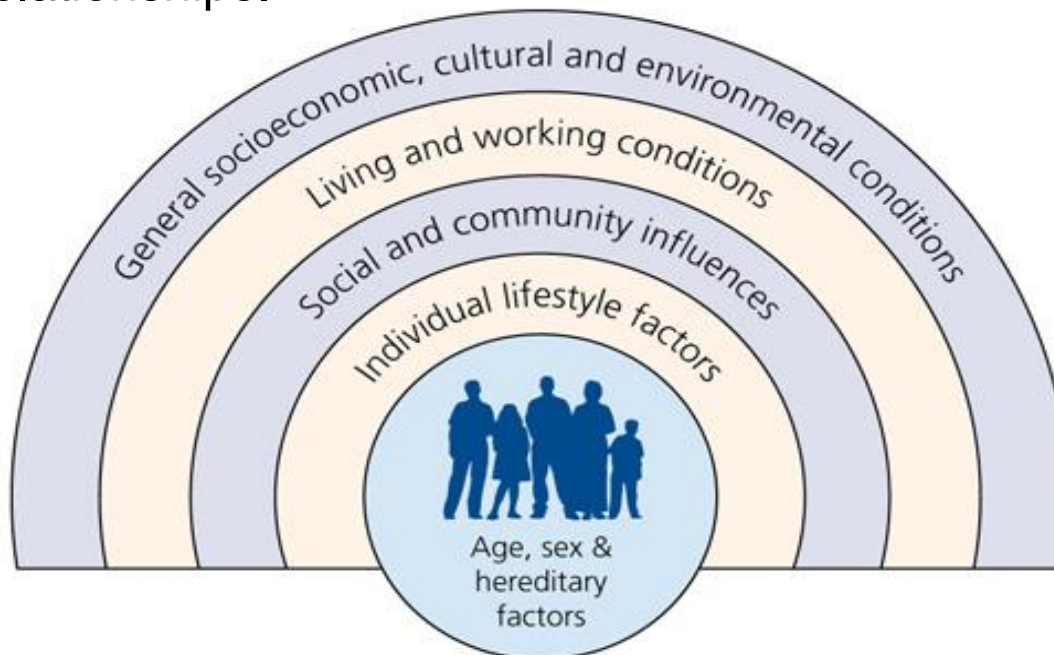 General socioeconomic, cultural and environmental conditions
Living and working conditions
Social and community influences
Individual lifestyle factors
Age, sex &
hereditary
factors